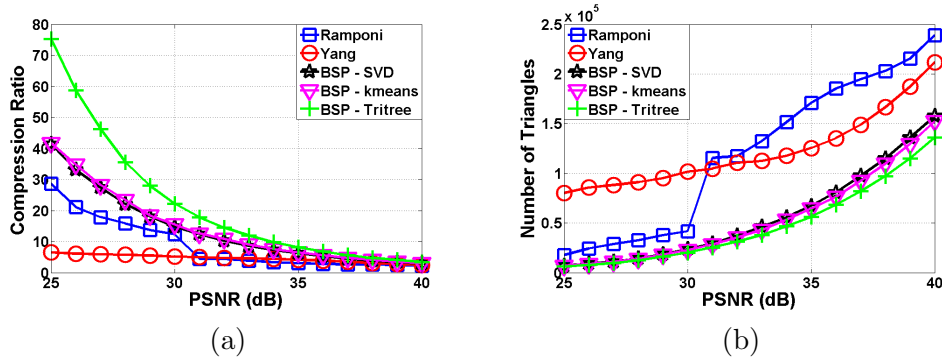 80
70
60
50
40
30
20
10
0
25
30
35
40
Compression Ratio
PSNR (dB)
Ramponi
Yang
BSP - SVD
BSP - kmeans
BSP - Tritree
(a)
2.5
x 10^5
2
1.5
1
0.5
0
25
30
35
40
Number of Triangles
PSNR (dB)
Ramponi
Yang
BSP - SVD
BSP - kmeans
BSP - Tritree
(b)